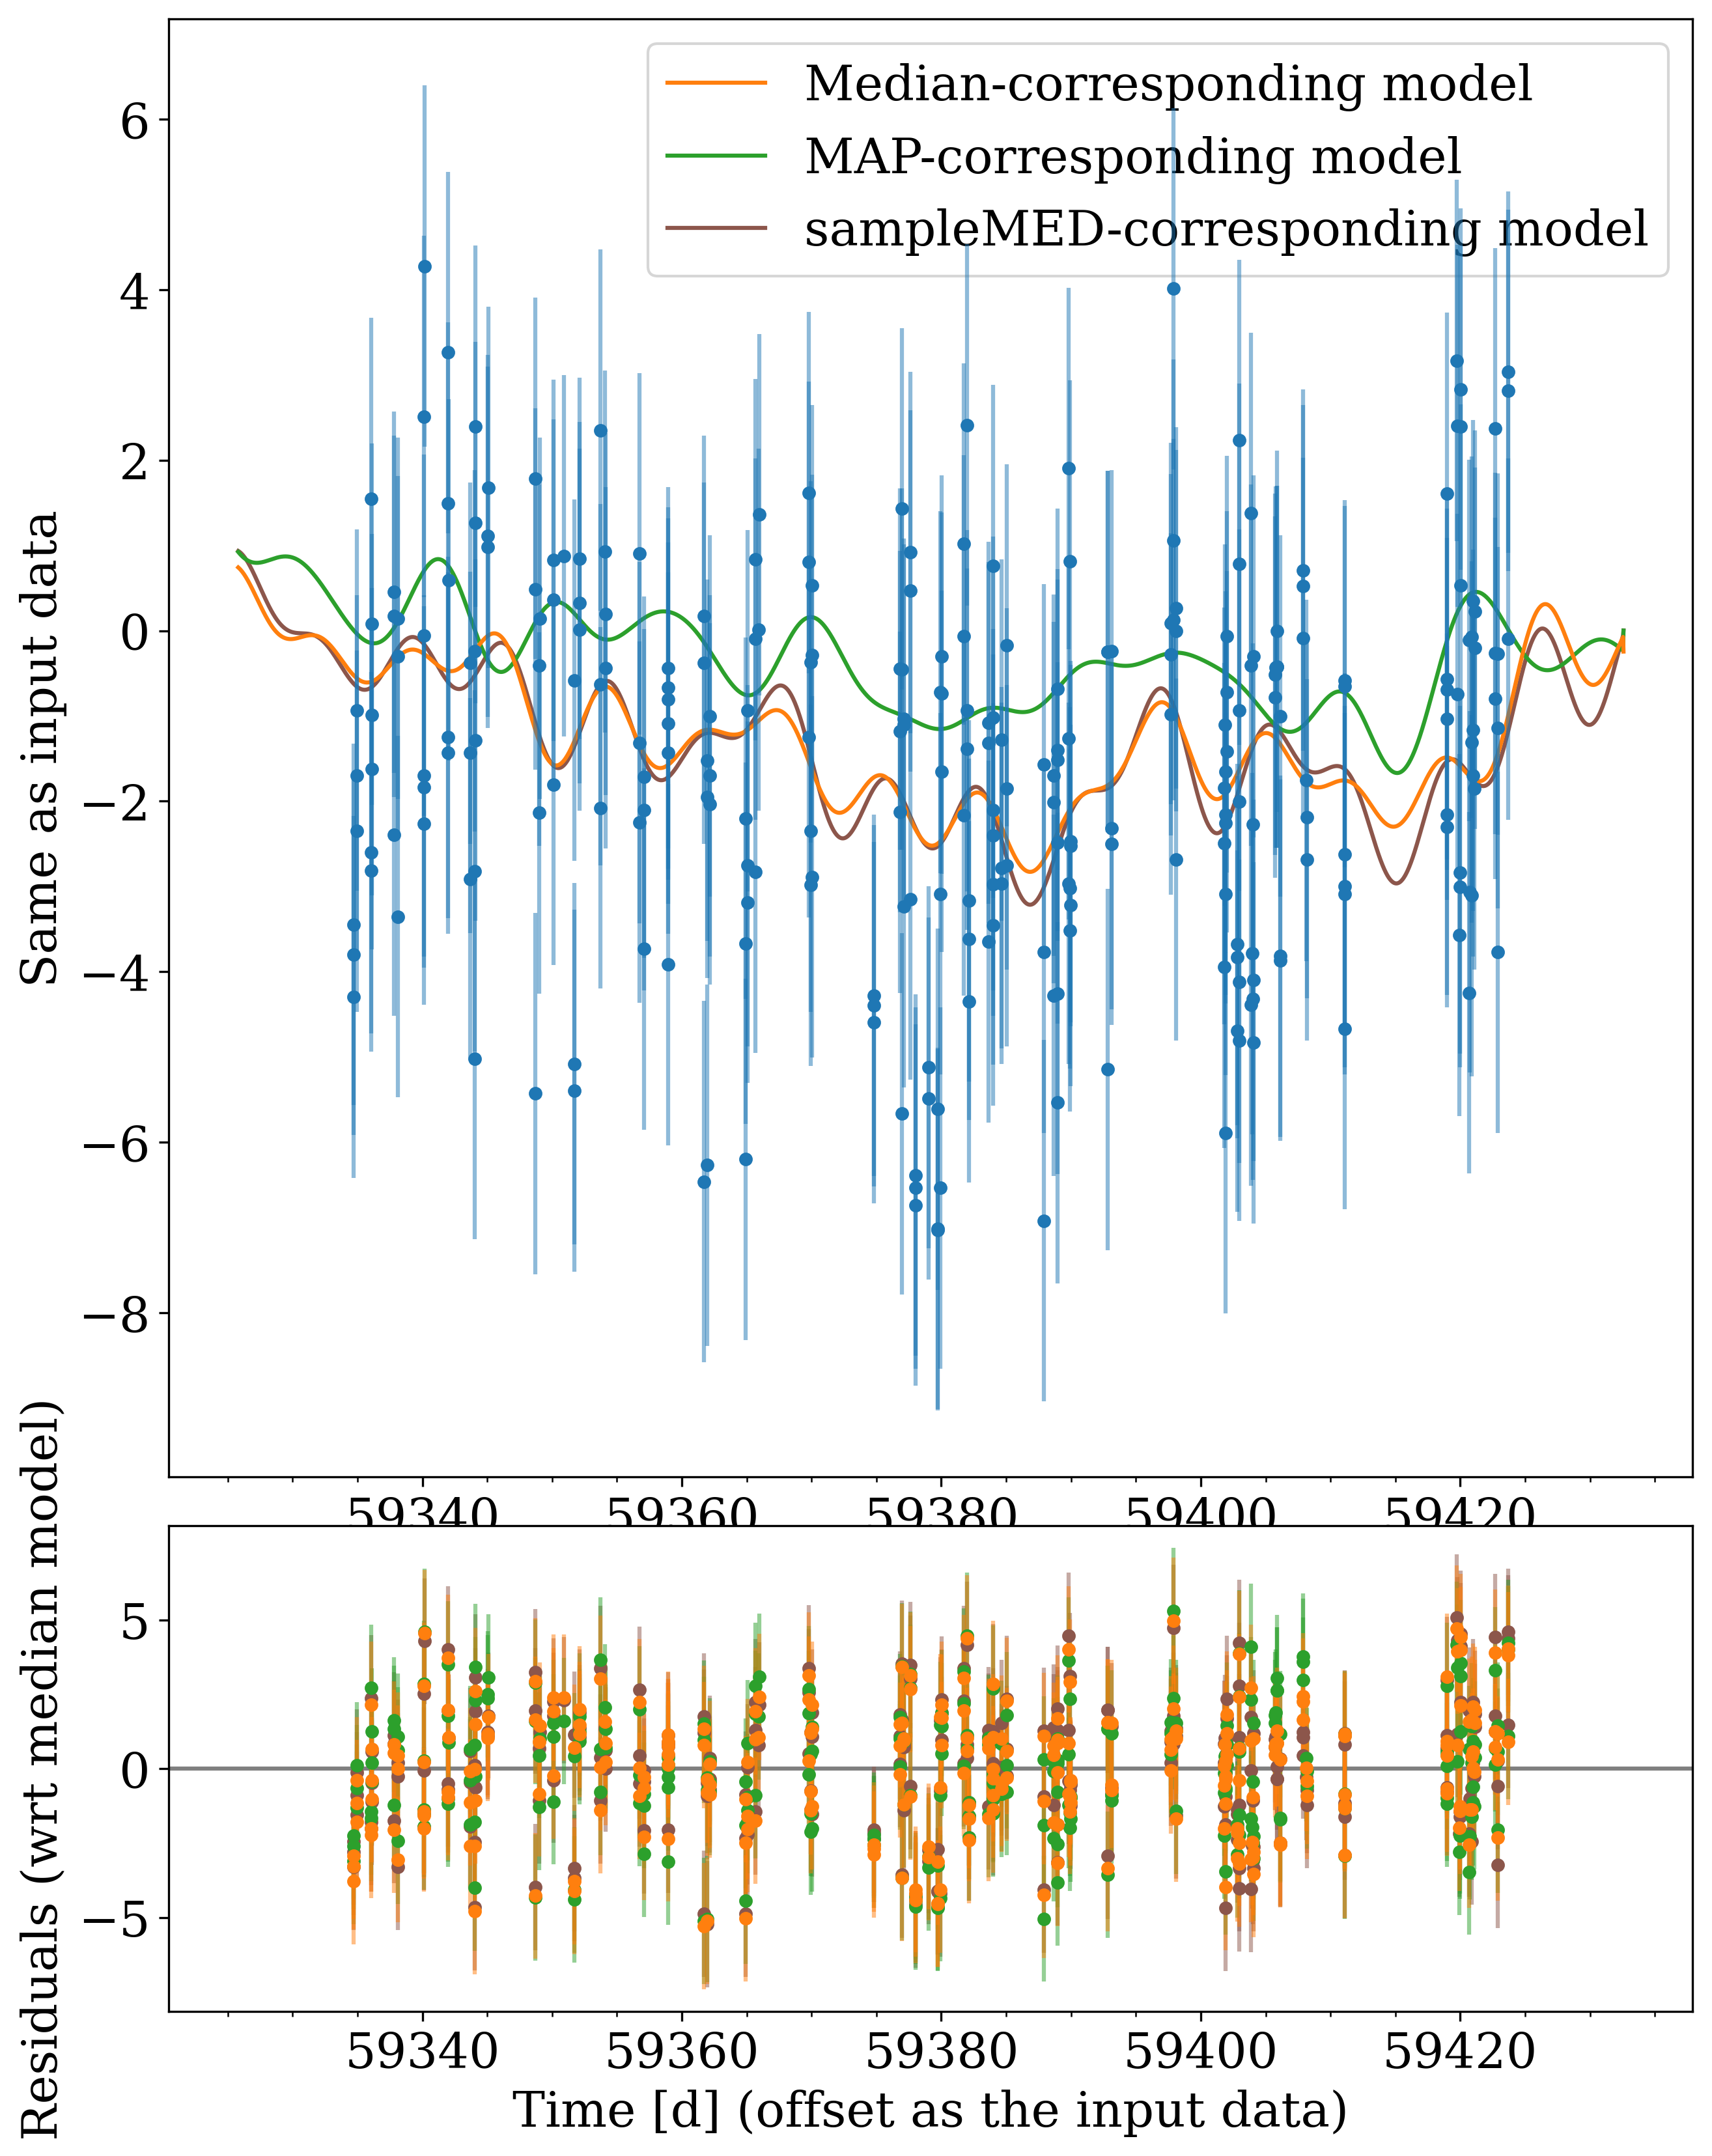 Median-corresponding model
MAP-corresponding model
sampleMED-corresponding model
Same as input data
6
4
2
0
−2
−4
−6
−8
59340 59360 59380 59400 59420
Residuals (wrt median model)
5
0
−5
59340 59360 59380 59400 59420
Time [d] (offset as the input data)